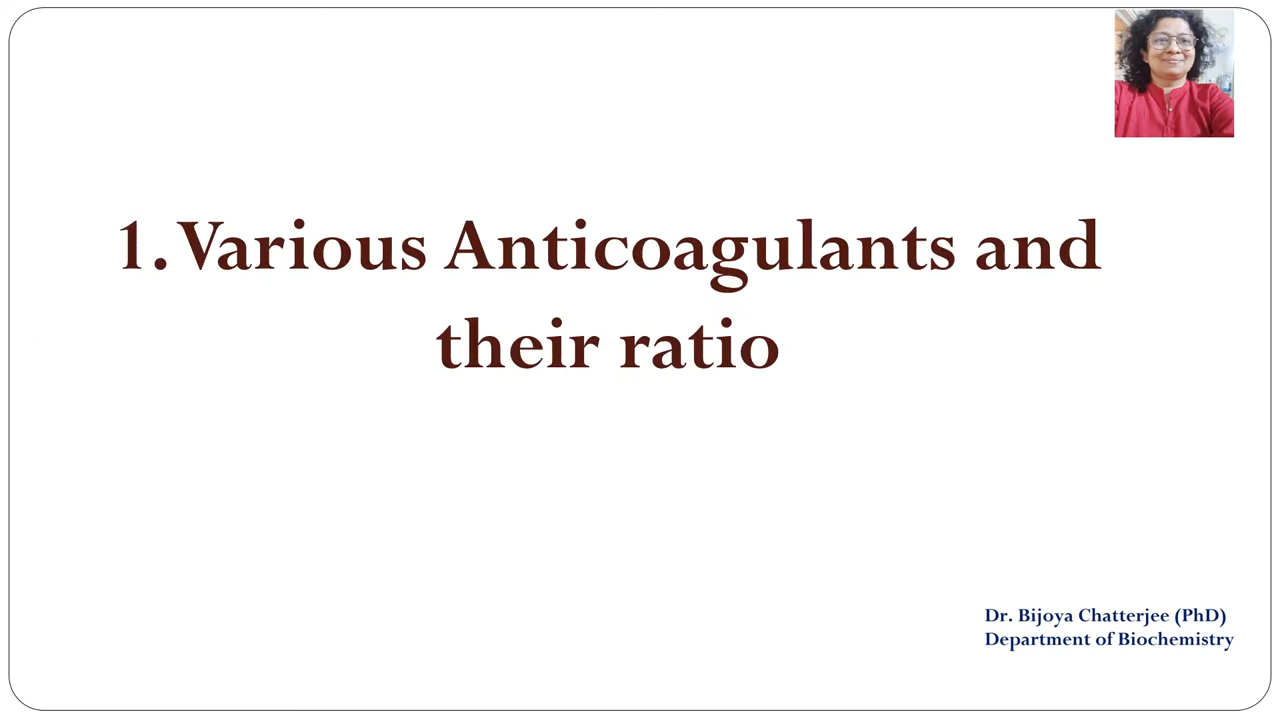 1. Various Anticoagulants and
their ratio
Dr. Bijoya Chatterjee (PhD)
Department of Biochemistry